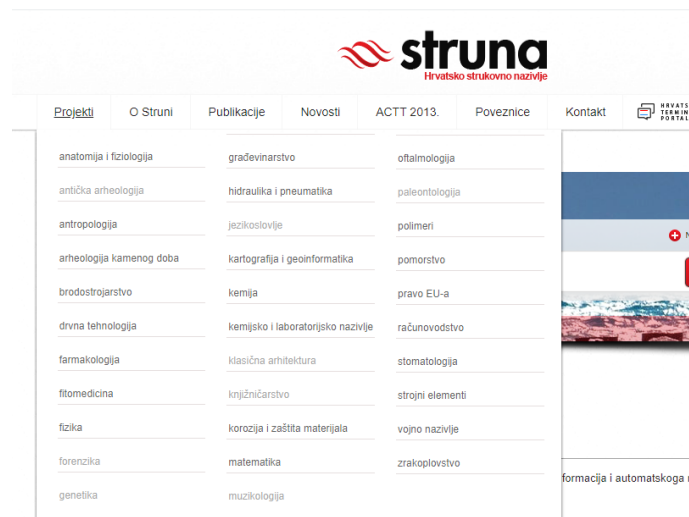 struna
Hrvatsko strukovno nazivlje
Projekti O Struni Publikacije Novosti ACTT 2013. Poveznice Kontakt
anatomija i fiziologija
antička arheologija
antropologija
arheologija kamenog doba
brodostrojarstvo
drvna tehnologija
farmakologija
fitomedicina
fizika
forenzika
genetika
građevinarstvo
hidraulika i pneumatika
jezikoslovlje
kartografija i geoinformatika
kemija
kemijsko i laboratorijsko nazivlje
klasična arhitektura
knjižničarstvo
korozija i zaštita materijala
matematika
muzikologija
oftalmologija
paleontologija
polimeri
pomorstvo
pravo EU-a
računovodstvo
stomatologija
strojni elementi
vojno nazivlje
zrakoplovstvo
HRVATS
TERMIN
PORTAL
N
formacija i automatskoga